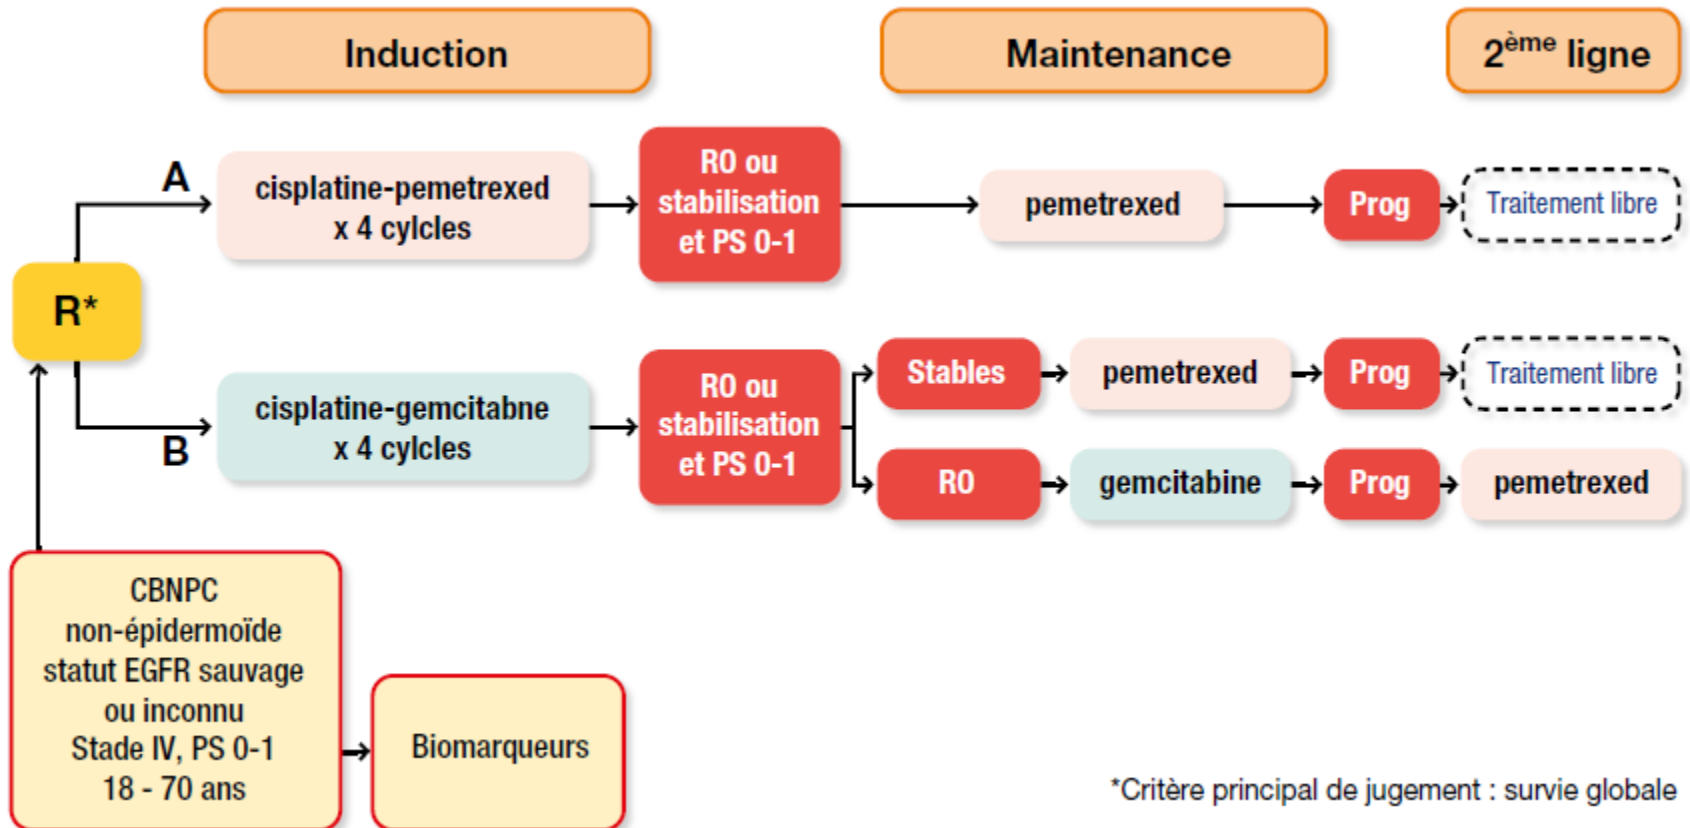 Induction
Maintenance
2ème ligne
A
cisplatine-pemetrexed
x 4 cylcles
RO ou
stabilisation
et PS 0-1
pemetrexed
Prog
Traitement libre
R*
B
cisplatine-gemcitabne
x 4 cylcles
RO ou
stabilisation
et PS 0-1
Stables
pemetrexed
Prog
Traitement libre
RO
gemcitabine
Prog
pemetrexed
CBNPC
non-épidermoïde
statut EGFR sauvage
ou inconnu
Stade IV, PS 0-1
18 - 70 ans
Biomarqueurs
*Critère principal de jugement : survie globale